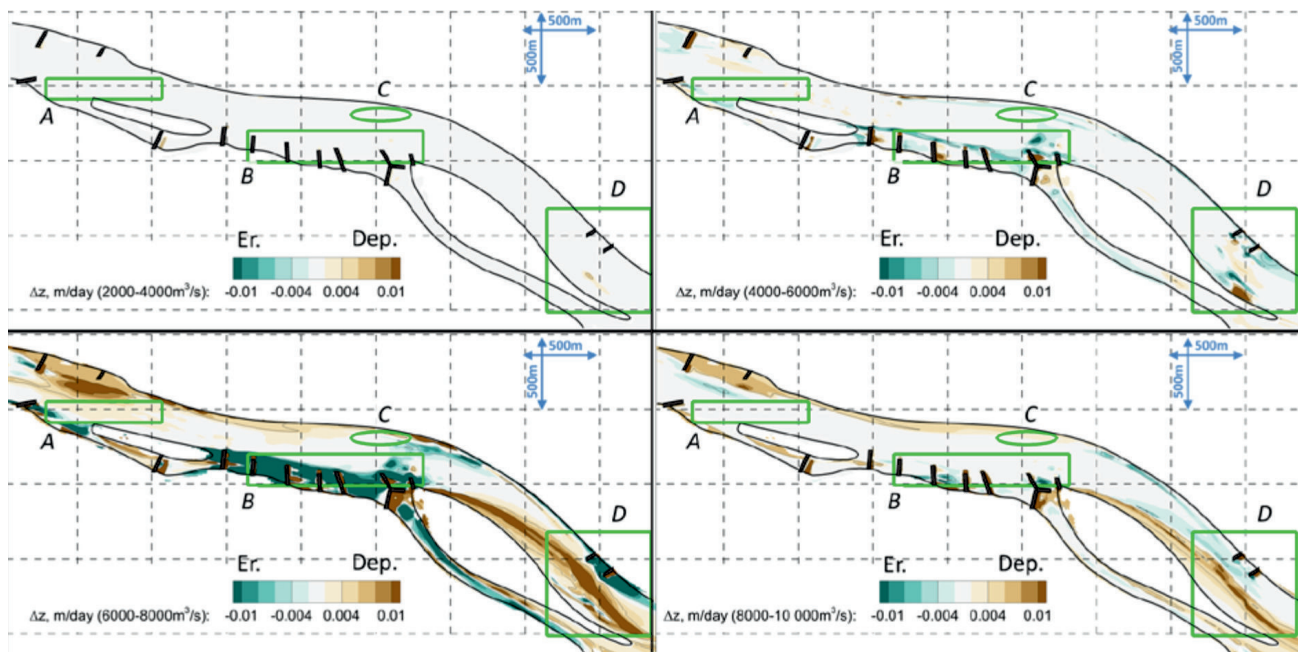 500m
500m
C
A
B
D
Er. Dep.
Δz, m/day (2000-4000m³/s): -0.01 -0.004 0.004 0.01
500m
500m
C
A
B
D
Er. Dep.
Δz, m/day (4000-6000m³/s): -0.01 -0.004 0.004 0.01
500m
500m
C
A
B
D
Er. Dep.
Δz, m/day (6000-8000m³/s): -0.01 -0.004 0.004 0.01
500m
500m
C
A
B
D
Er. Dep.
Δz, m/day (8000-10 000m³/s): -0.01 -0.004 0.004 0.01